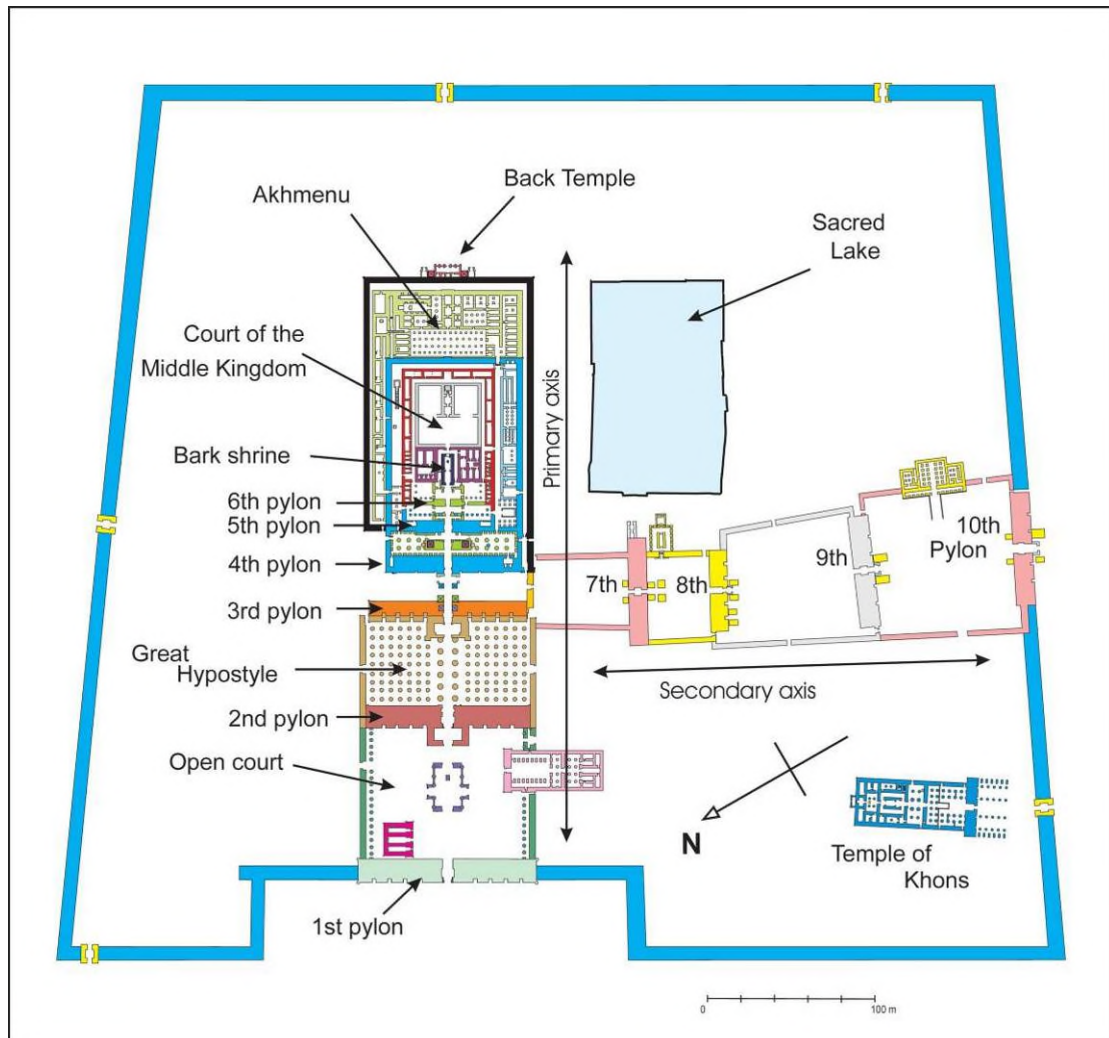 Back Temple
Akhmenu
Sacred
Lake
Court of the
Middle Kingdom
Primary axis
Bark shrine
6th pylon
5th pylon
4th pylon
3rd pylon
Great
Hypostyle
2nd pylon
Open court
1st pylon
7th
8th
9th
10th
Pylon
Secondary axis
N
Temple of
Khons
0
100 m